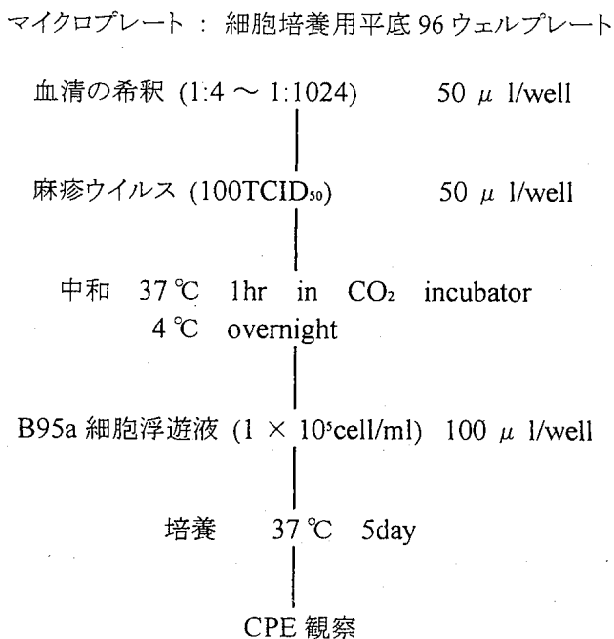 マイクロプレート : 細胞培養用平底 96 ウェルプレート
血清の希釈 (1:4 ~ 1:1024) 50 μ l/well
麻疹ウイルス (100TCID₅₀) 50 μ l/well
中和 37 ℃ 1hr in CO₂ incubator
4 ℃ overnight
B95a 細胞浮遊液 (1 × 10⁵cell/ml) 100 μ l/well
培養 37 ℃ 5day
CPE 観察